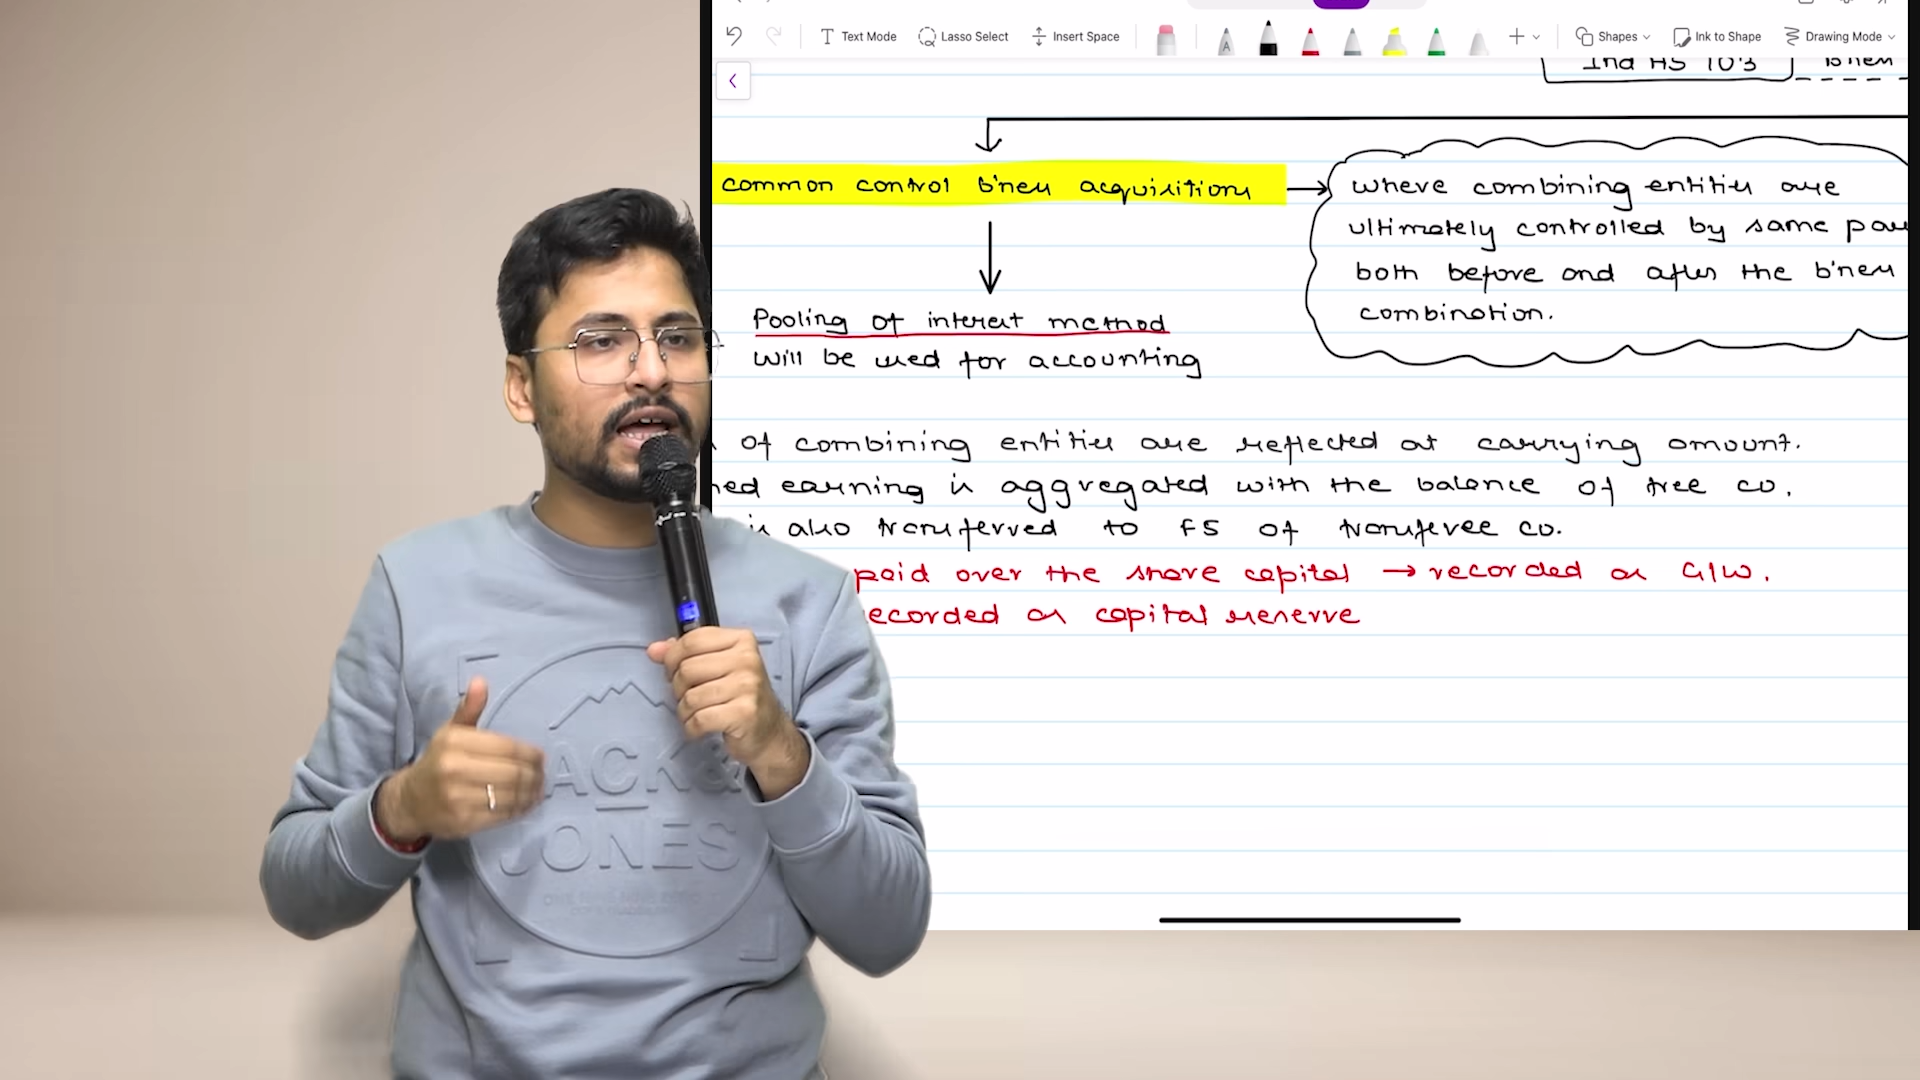 Text Mode
Lasso Select
Insert Space
A
Shapes
Ink to Shape
Drawing Mode
Ind AS 103
B'ness
common control b'ness acquisitions
where combining entities are
ultimately controlled by same
both before and after the b'ness
combination.
Pooling of interest method
will be used for accounting
of combining entities are reflected at carrying amount.
earning is aggregated with the balance of tree co.
is also transferred to FS of transferee co.
paid over the share capital → recorded as G/W.
recorded as capital reserve
JACK &
JONES